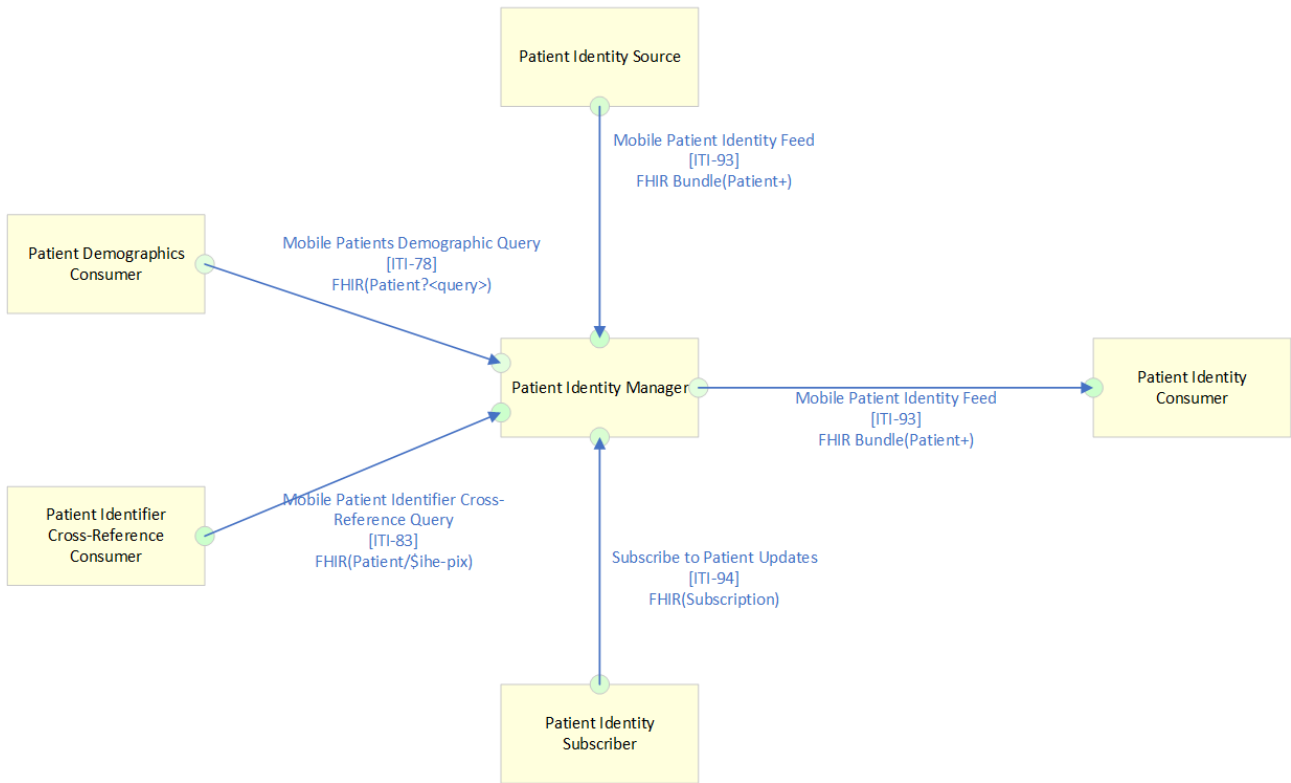 Patient Identity Source
Mobile Patient Identity Feed
[ITI-93]
FHIR Bundle(Patient+)
Patient Demographics
Consumer
Mobile Patients Demographic Query
[ITI-78]
FHIR(Patient?<query>)
Patient Identity Manager
Mobile Patient Identity Feed
[ITI-93]
FHIR Bundle(Patient+)
Patient Identity
Consumer
Patient Identifier
Cross-Reference
Consumer
Mobile Patient Identifier Cross-
Reference Query
[ITI-83]
FHIR(Patient/$ihe-pix)
Subscribe to Patient Updates
[ITI-94]
FHIR(Subscription)
Patient Identity
Subscriber